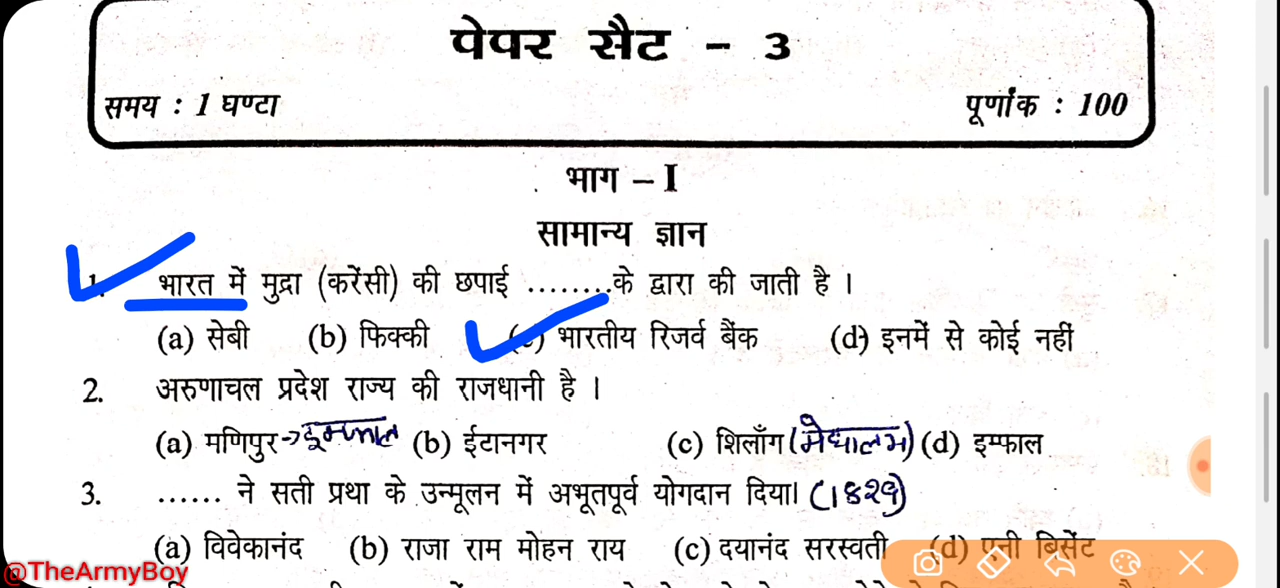 पेपर सैट - 3
समय : 1 घण्टा पूर्णांक : 100
भाग – I
सामान्य ज्ञान
1. भारत में मुद्रा (करेंसी) की छपाई ........के द्वारा की जाती है ।
(a) सेबी (b) फिक्की (c) भारतीय रिजर्व बैंक (d) इनमें से कोई नहीं
2. अरुणाचल प्रदेश राज्य की राजधानी है ।
(a) मणिपुर→इम्फाल (b) ईटानगर (c) शिलाँग (मेघालय) (d) इम्फाल
3. ...... ने सती प्रथा के उन्मूलन में अभूतपूर्व योगदान दिया। (1829)
(a) विवेकानंद (b) राजा राम मोहन राय (c) दयानंद सरस्वती (d) एनी बिसेंट
@TheArmyBoy